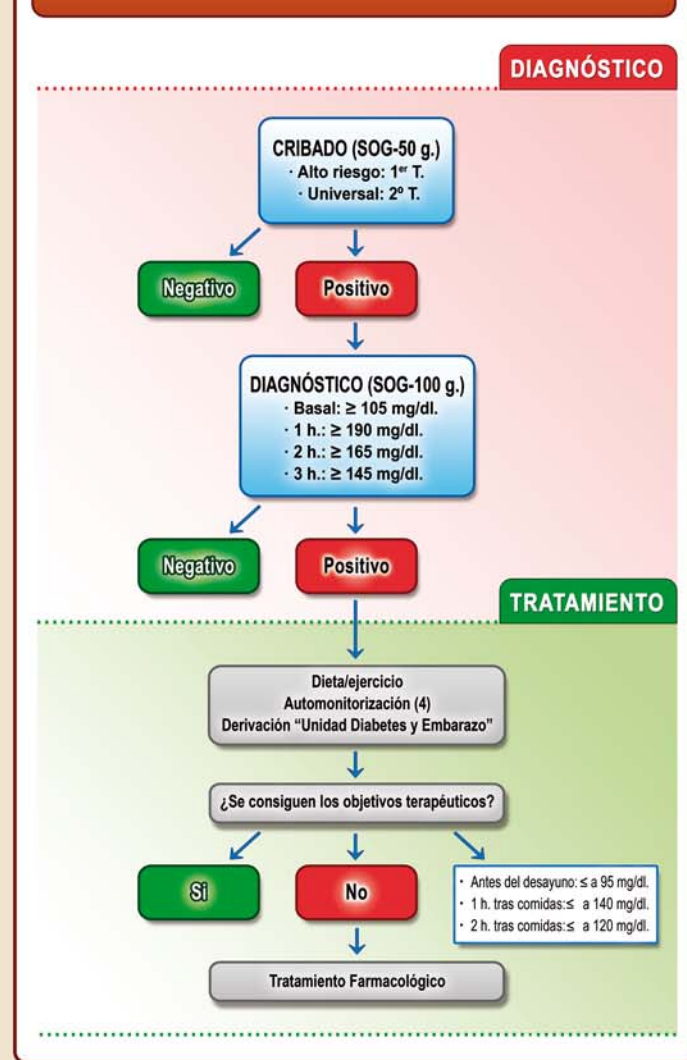 DIAGNÓSTICO
CRIBADO (SOG-50 g.)
· Alto riesgo: 1er T.
· Universal: 2º T.
Negativo
Positivo
DIAGNÓSTICO (SOG-100 g.)
· Basal: ≥ 105 mg/dl.
· 1 h.: ≥ 190 mg/dl.
· 2 h.: ≥ 165 mg/dl.
· 3 h.: ≥ 145 mg/dl.
Negativo
Positivo
TRATAMIENTO
Dieta/ejercicio
Automonitorización (4)
Derivación “Unidad Diabetes y Embarazo”
¿Se consiguen los objetivos terapéuticos?
Si
No
· Antes del desayuno: ≤ a 95 mg/dl.
· 1 h. tras comidas:≤ a 140 mg/dl.
· 2 h. tras comidas:≤ a 120 mg/dl.
Tratamiento Farmacológico